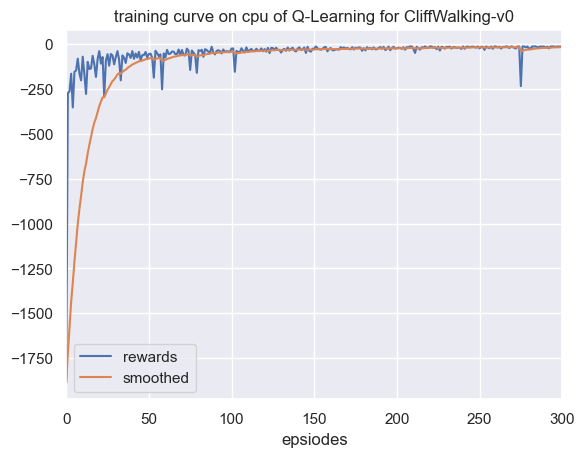 training curve on cpu of Q-Learning for CliffWalking-v0
0
−250
−500
−750
−1000
−1250
−1500
−1750
rewards
smoothed
0 50 100 150 200 250 300
epsiodes